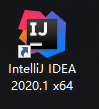 IJ
IntelliJ IDEA
2020.1 x64